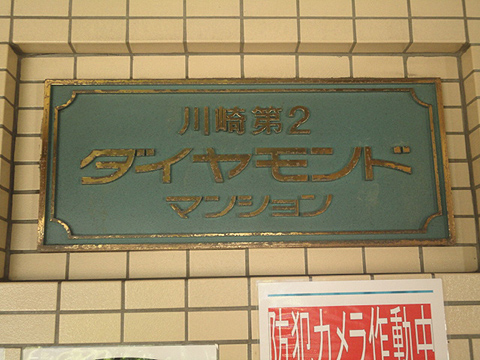 川崎第2
ダイヤモンド
マンション
防犯カメラ作動中